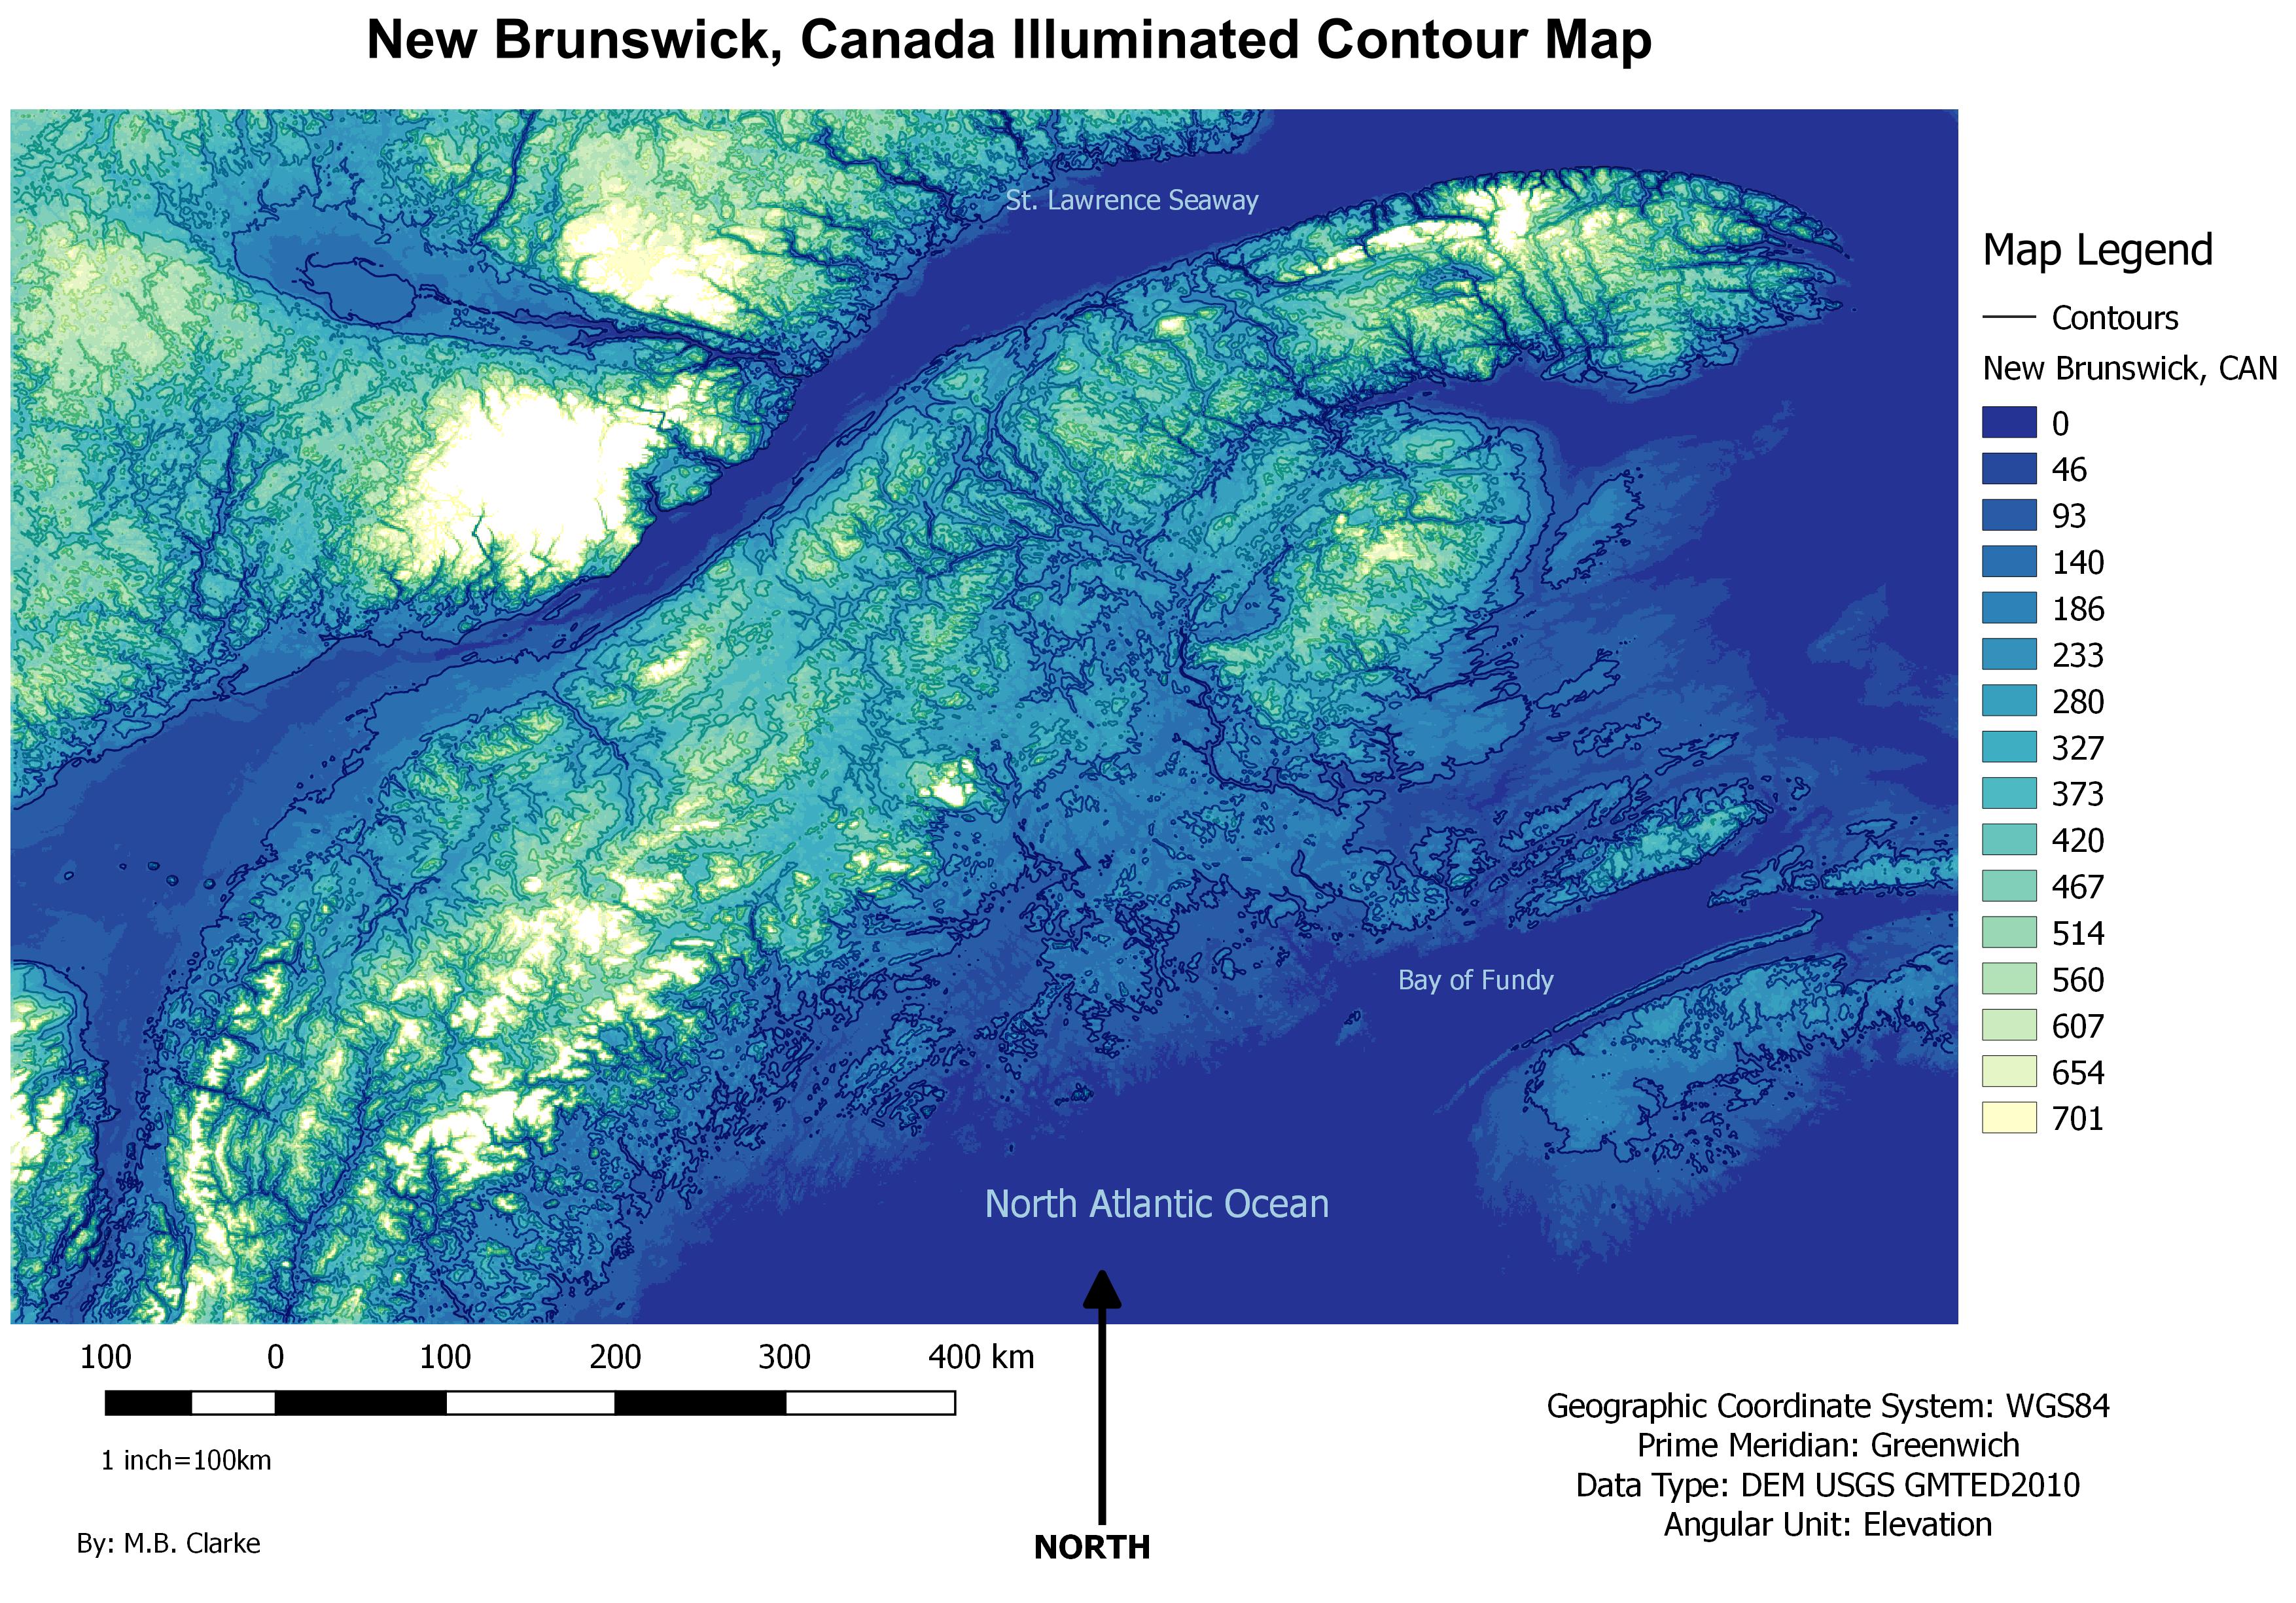 New Brunswick, Canada Illuminated Contour Map
St. Lawrence Seaway
Bay of Fundy
North Atlantic Ocean
Map Legend
Contours
New Brunswick, CAN
0
46
93
140
186
233
280
327
373
420
467
514
560
607
654
701
100 0 100 200 300 400 km
1 inch=100km
By: M.B. Clarke
NORTH
Geographic Coordinate System: WGS84
Prime Meridian: Greenwich
Data Type: DEM USGS GMTED2010
Angular Unit: Elevation